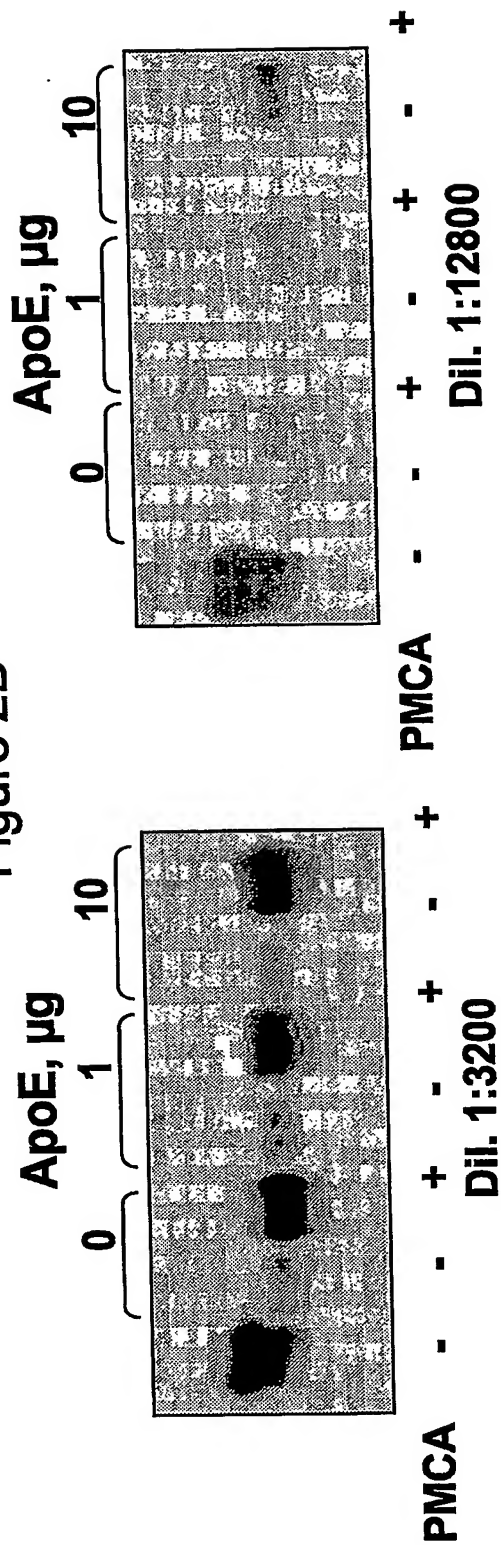 Figure
ApoE, µg
0 1 10
PMCA - - + - + - +
Dil. 1:3200
ApoE, µg
0 1 10
PMCA - - + - + - +
Dil. 1:12800